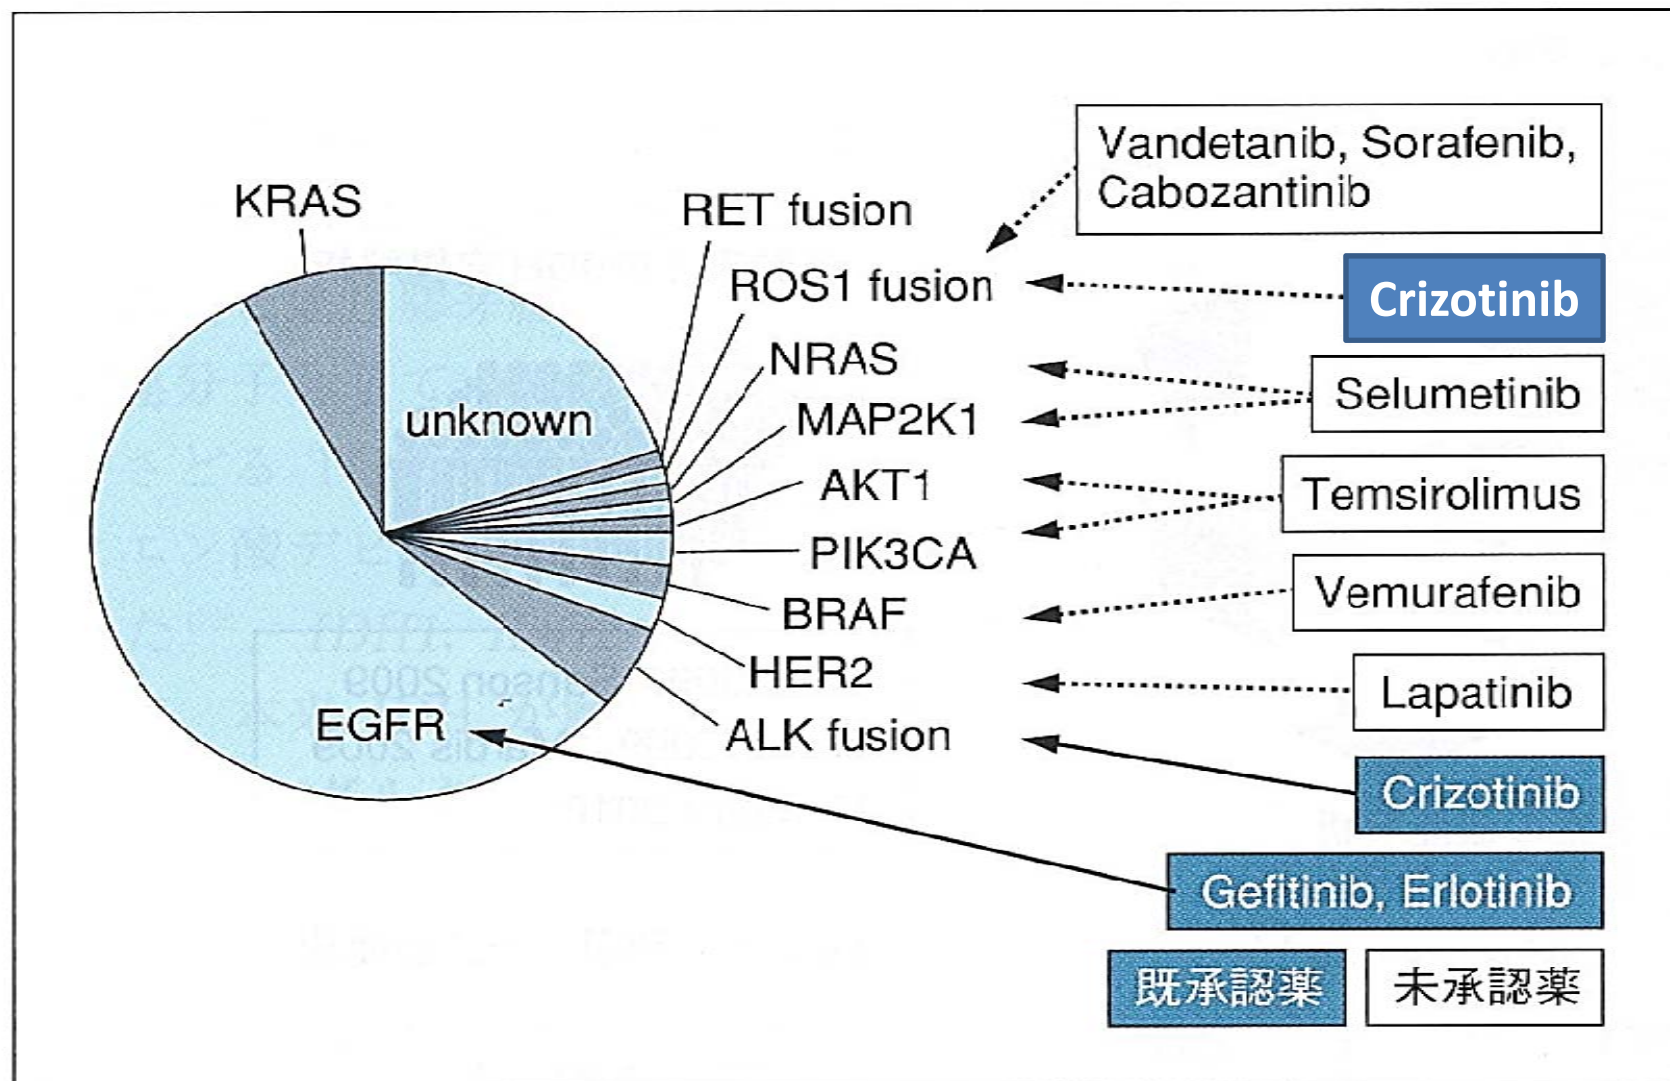 KRAS
unknown
EGFR
RET fusion
ROS1 fusion
NRAS
MAP2K1
AKT1
PIK3CA
BRAF
HER2
ALK fusion
Vandetanib, Sorafenib,
Cabozantinib
Crizotinib
Selumetinib
Temsirolimus
Vemurafenib
Lapatinib
Crizotinib
Gefitinib, Erlotinib
既承認薬
未承認薬